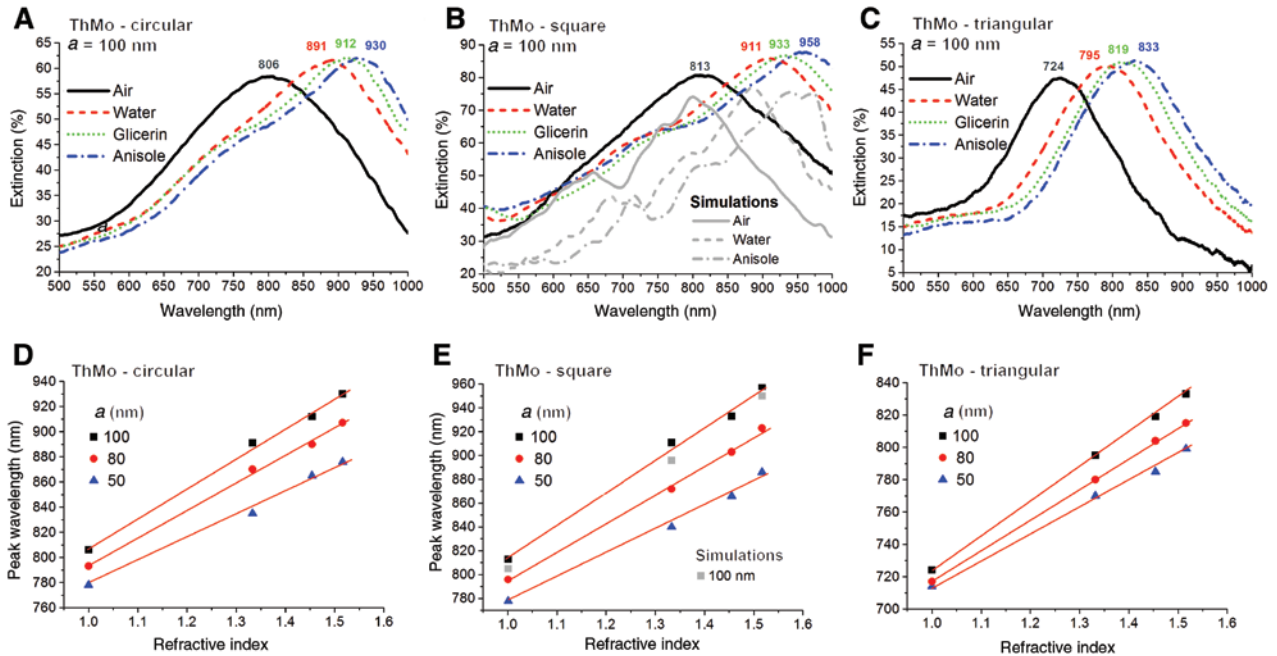 A
ThMo - circular
a = 100 nm
806
891
912
930
Air
Water
Glicerin
Anisole
a
Extinction (%)
65
60
55
50
45
40
35
30
25
20
500 550 600 650 700 750 800 850 900 950 1000
Wavelength (nm)
B
ThMo - square
a = 100 nm
813
911
933
958
Air
Water
Glicerin
Anisole
Simulations
Air
Water
Anisole
Extinction (%)
90
80
70
60
50
40
30
20
500 550 600 650 700 750 800 850 900 950 1000
Wavelength (nm)
C
ThMo - triangular
a = 100 nm
724
795
819
833
Air
Water
Glicerin
Anisole
Extinction (%)
55
50
45
40
35
30
25
20
15
10
5
500 550 600 650 700 750 800 850 900 950 1000
Wavelength (nm)
D
ThMo - circular
a (nm)
100
80
50
Peak wavelength (nm)
940
920
900
880
860
840
820
800
780
760
1.0 1.1 1.2 1.3 1.4 1.5 1.6
Refractive index
E
ThMo - square
a (nm)
100
80
50
Simulations
100 nm
Peak wavelength (nm)
960
940
920
900
880
860
840
820
800
780
1.0 1.1 1.2 1.3 1.4 1.5 1.6
Refractive index
F
ThMo - triangular
a (nm)
100
80
50
Peak wavelength (nm)
840
820
800
780
760
740
720
700
1.0 1.1 1.2 1.3 1.4 1.5 1.6
Refractive index